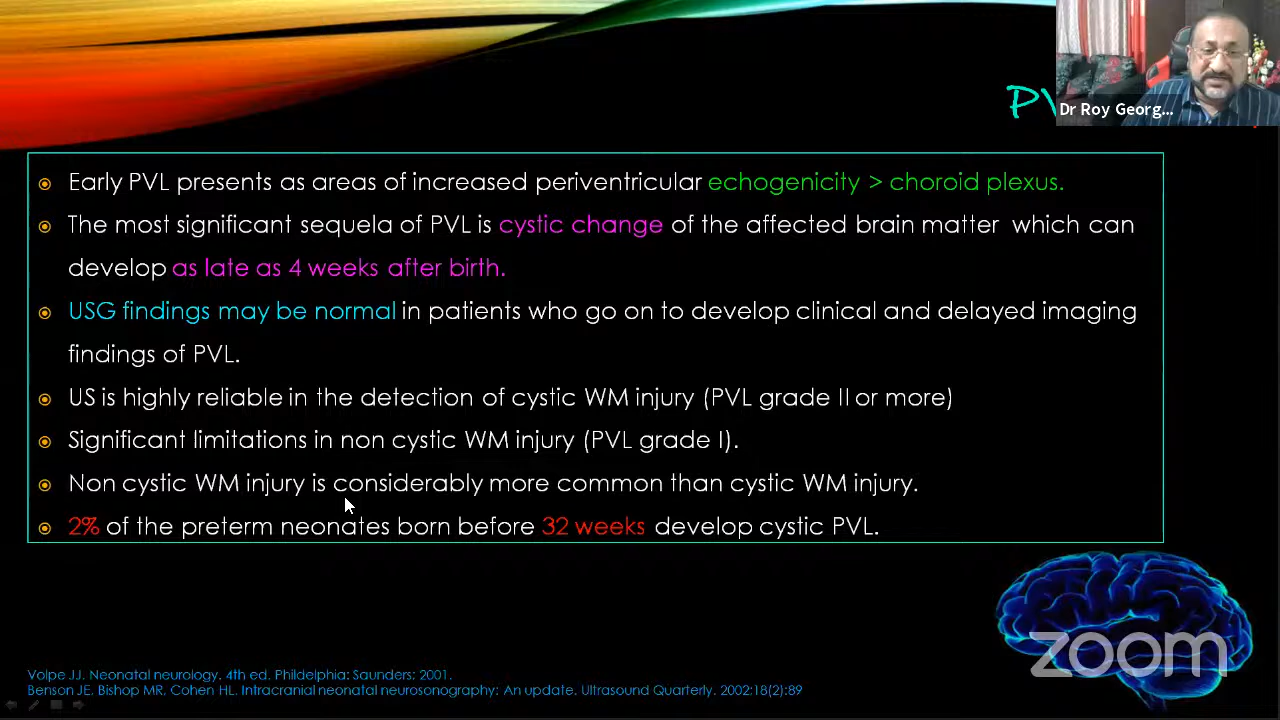 Dr Roy Georg...
Early PVL presents as areas of increased periventricular echogenicity > choroid plexus.
The most significant sequela of PVL is cystic change of the affected brain matter which can
develop as late as 4 weeks after birth.
USG findings may be normal in patients who go on to develop clinical and delayed imaging
findings of PVL.
US is highly reliable in the detection of cystic WM injury (PVL grade II or more)
Significant limitations in non cystic WM injury (PVL grade I).
Non cystic WM injury is considerably more common than cystic WM injury.
2% of the preterm neonates born before 32 weeks develop cystic PVL.
zoom
Volpe JJ. Neonatal neurology. 4th ed. Phildelphia: Saunders; 2001.
Benson JE, Bishop MR, Cohen HL. Intracranial neonatal neurosonography: An update. Ultrasound Quarterly. 2002;18(2):89